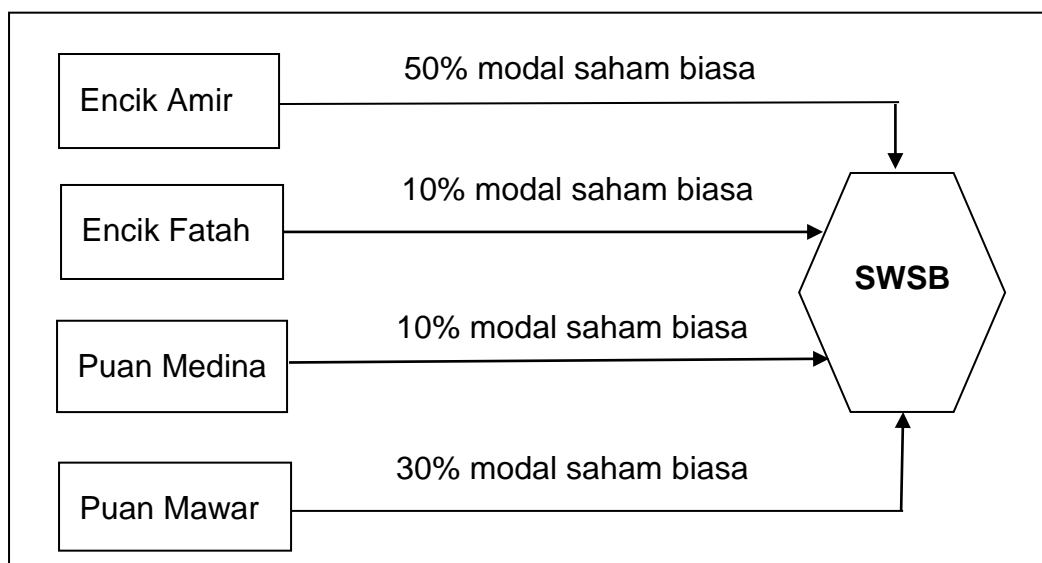 Encik Amir
50% modal saham biasa
Encik Fatah
10% modal saham biasa
SWSB
Puan Medina
10% modal saham biasa
Puan Mawar
30% modal saham biasa